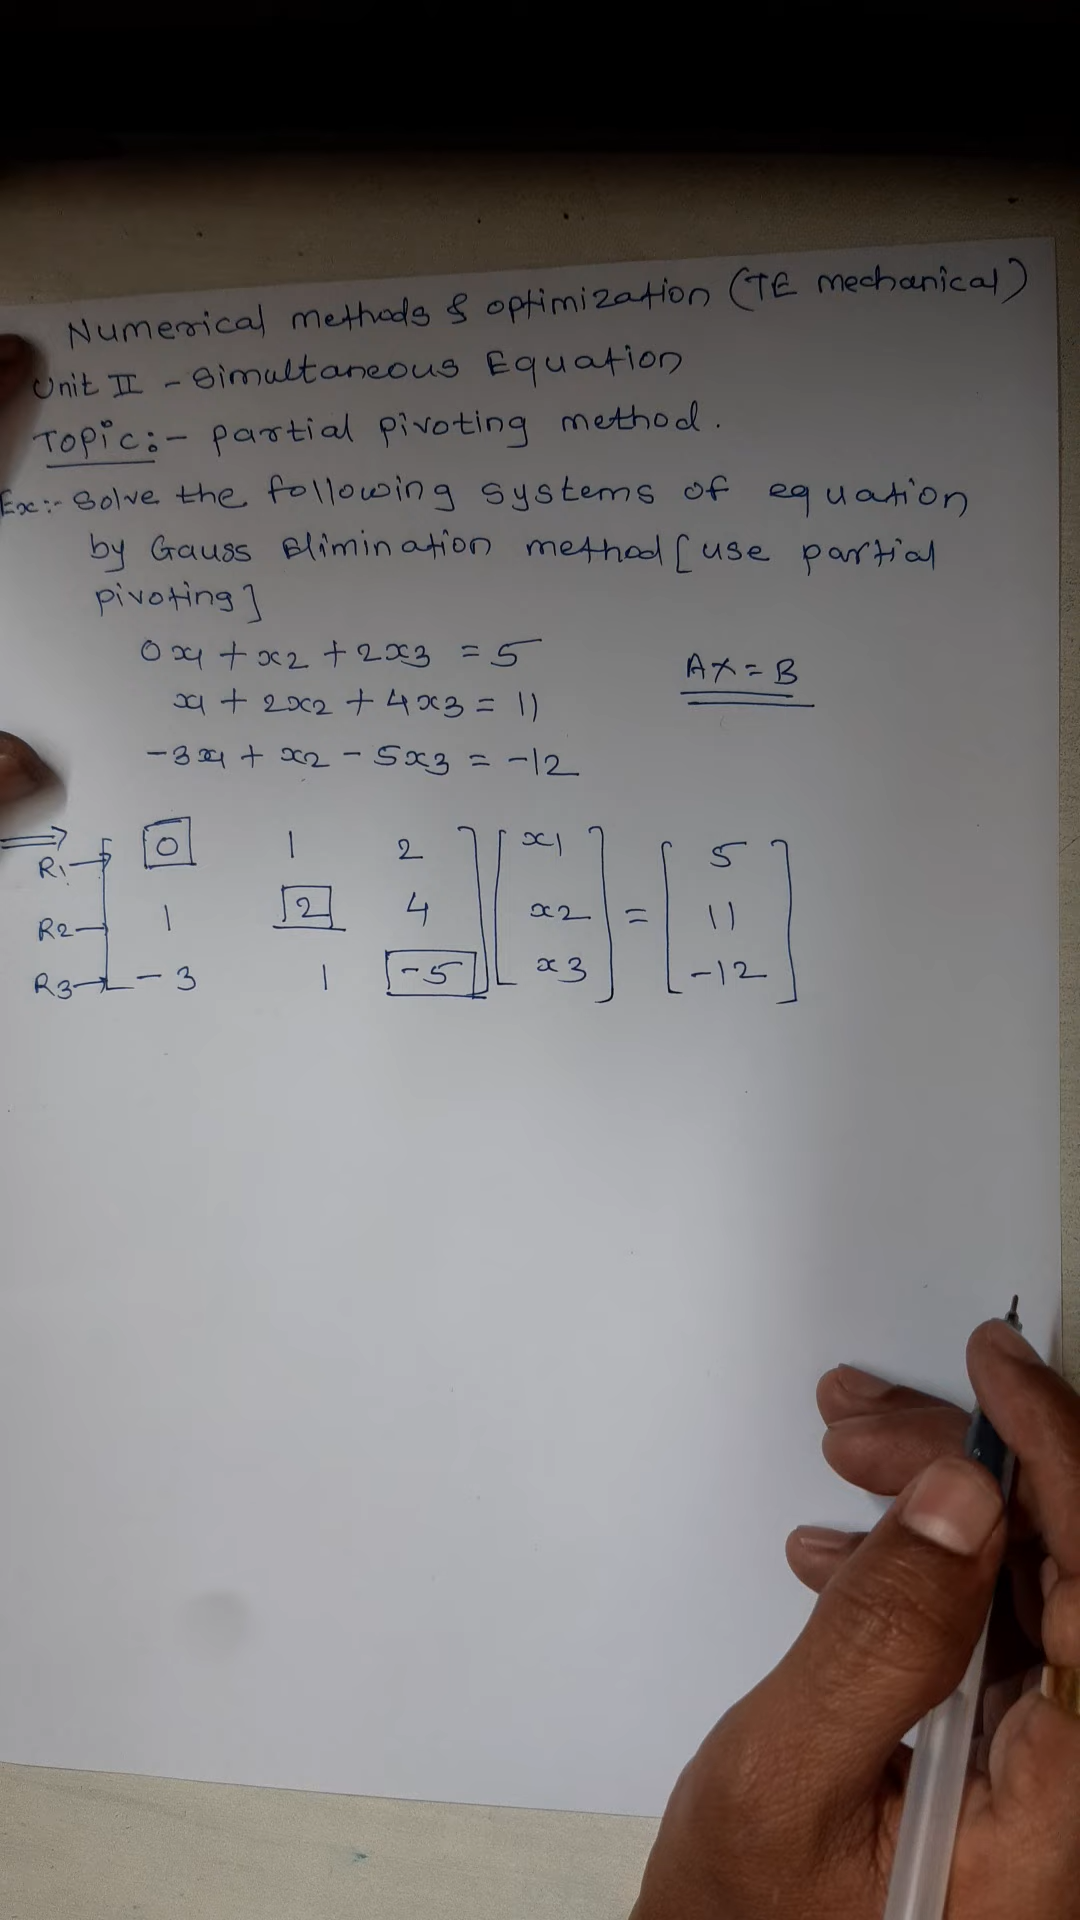 Numerical methods & optimization (TE mechanical)
Unit II - Simultaneous Equation
Topic:- partial pivoting method.
Ex:- Solve the following systems of equation
by Gauss Elimination method [use partial
pivoting]
0x1 + x2 + 2x3 = 5
AX = B
x1 + 2x2 + 4x3 = 11
-3x1 + x2 - 5x3 = -12
⇒
R1→ [ 0 1 2 ] [ x1 ] [ 5 ]
R2→ 1 2 4 x2 = 11
R3→ -3 1 -5 x3 -12